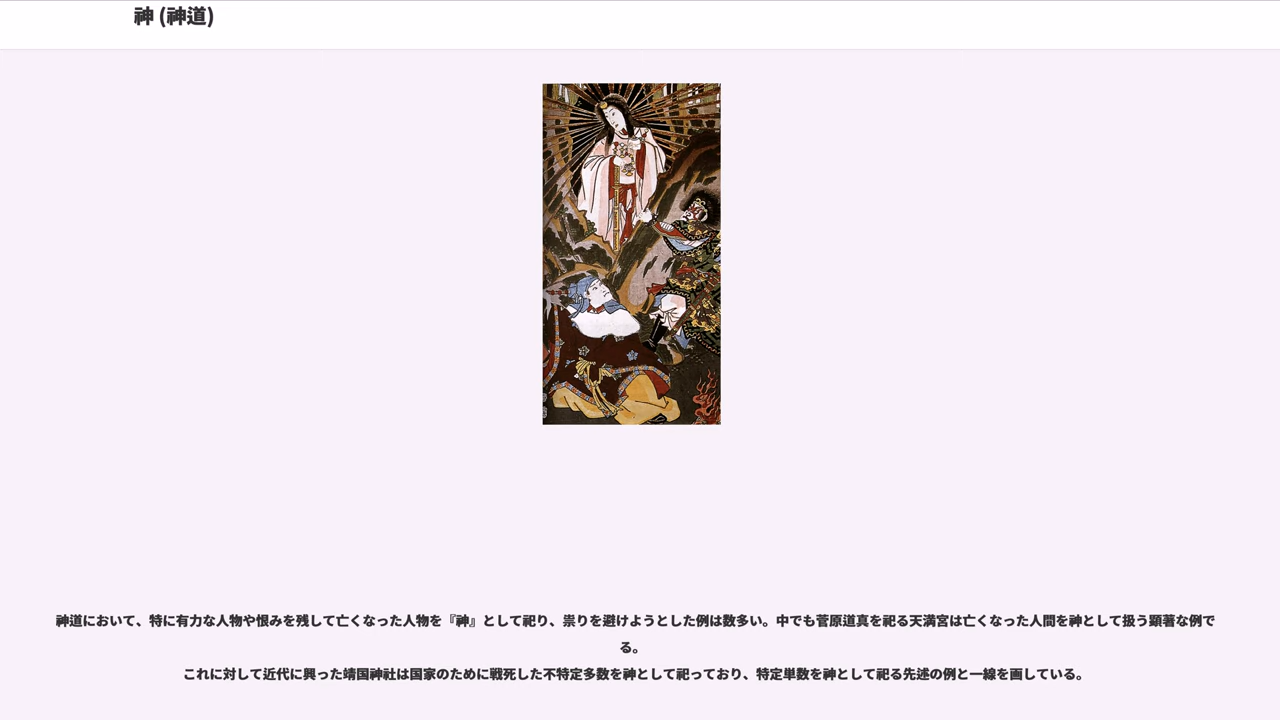 神 (神道)
神道において、特に有力な人物や恨みを残して亡くなった人物を『神』として祀り、祟りを避けようとした例は数多い。中でも菅原道真を祀る天満宮は亡くなった人間を神として扱う顕著な例で
る。
これに対して近代に興った靖国神社は国家のために戦死した不特定多数を神として祀っており、特定単数を神として祀る先述の例と一線を画している。